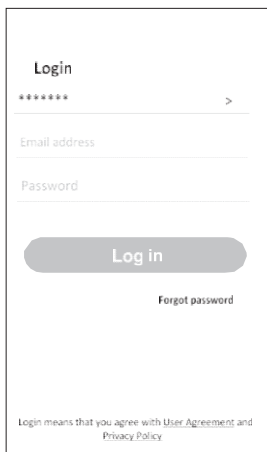 Login
*******
>
Email address
Password
Log in
Forgot password
Login means that you agree with User Agreement and
Privacy Policy